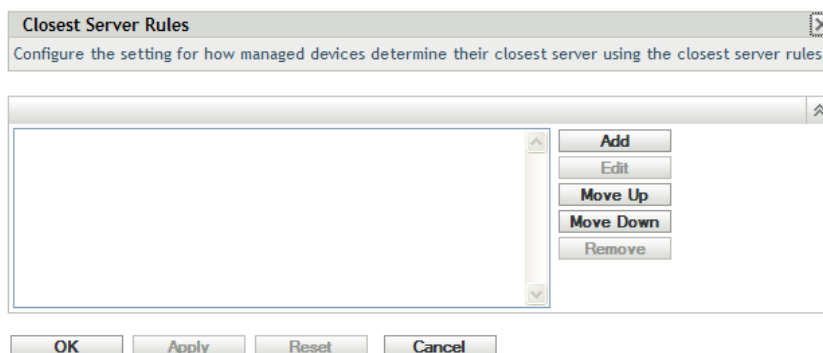 Closest Server Rules
Configure the setting for how managed devices determine their closest server using the closest server rules
Add
Edit
Move Up
Move Down
Remove
OK Apply Reset Cancel